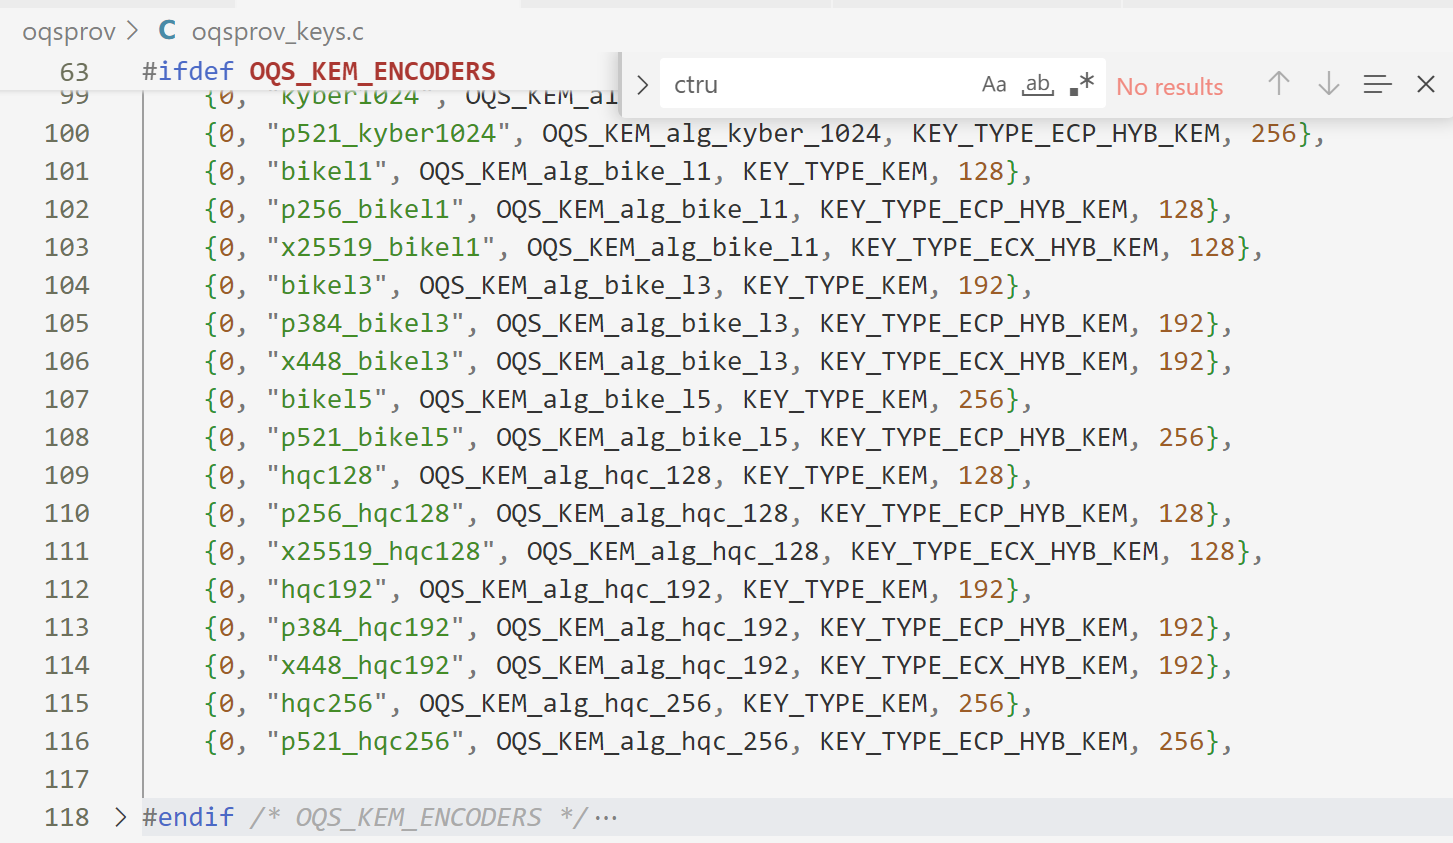 oqsprov > C oqsprov_keys.c
63 #ifdef OQS_KEM_ENCODERS
> ctru Aa ab .* No results
99 {0, "kyber1024", OQS_KEM_al
100 {0, "p521_kyber1024", OQS_KEM_alg_kyber_1024, KEY_TYPE_ECP_HYB_KEM, 256},
101 {0, "bikel1", OQS_KEM_alg_bike_l1, KEY_TYPE_KEM, 128},
102 {0, "p256_bikel1", OQS_KEM_alg_bike_l1, KEY_TYPE_ECP_HYB_KEM, 128},
103 {0, "x25519_bikel1", OQS_KEM_alg_bike_l1, KEY_TYPE_ECX_HYB_KEM, 128},
104 {0, "bikel3", OQS_KEM_alg_bike_l3, KEY_TYPE_KEM, 192},
105 {0, "p384_bikel3", OQS_KEM_alg_bike_l3, KEY_TYPE_ECP_HYB_KEM, 192},
106 {0, "x448_bikel3", OQS_KEM_alg_bike_l3, KEY_TYPE_ECX_HYB_KEM, 192},
107 {0, "bikel5", OQS_KEM_alg_bike_l5, KEY_TYPE_KEM, 256},
108 {0, "p521_bikel5", OQS_KEM_alg_bike_l5, KEY_TYPE_ECP_HYB_KEM, 256},
109 {0, "hqc128", OQS_KEM_alg_hqc_128, KEY_TYPE_KEM, 128},
110 {0, "p256_hqc128", OQS_KEM_alg_hqc_128, KEY_TYPE_ECP_HYB_KEM, 128},
111 {0, "x25519_hqc128", OQS_KEM_alg_hqc_128, KEY_TYPE_ECX_HYB_KEM, 128},
112 {0, "hqc192", OQS_KEM_alg_hqc_192, KEY_TYPE_KEM, 192},
113 {0, "p384_hqc192", OQS_KEM_alg_hqc_192, KEY_TYPE_ECP_HYB_KEM, 192},
114 {0, "x448_hqc192", OQS_KEM_alg_hqc_192, KEY_TYPE_ECX_HYB_KEM, 192},
115 {0, "hqc256", OQS_KEM_alg_hqc_256, KEY_TYPE_KEM, 256},
116 {0, "p521_hqc256", OQS_KEM_alg_hqc_256, KEY_TYPE_ECP_HYB_KEM, 256},
117
118 > #endif /* OQS_KEM_ENCODERS */ ···